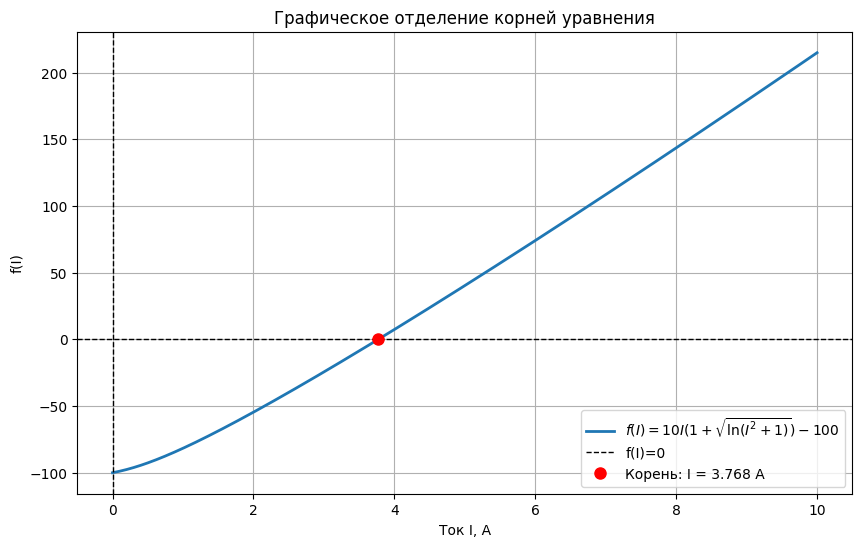 Графическое отделение корней уравнения
200
150
100
50
0
−50
−100
f(I)
0 2 4 6 8 10
Ток I, А
f(I) = 10I(1 + √ln(I² + 1)) − 100
f(I)=0
Корень: I = 3.768 А